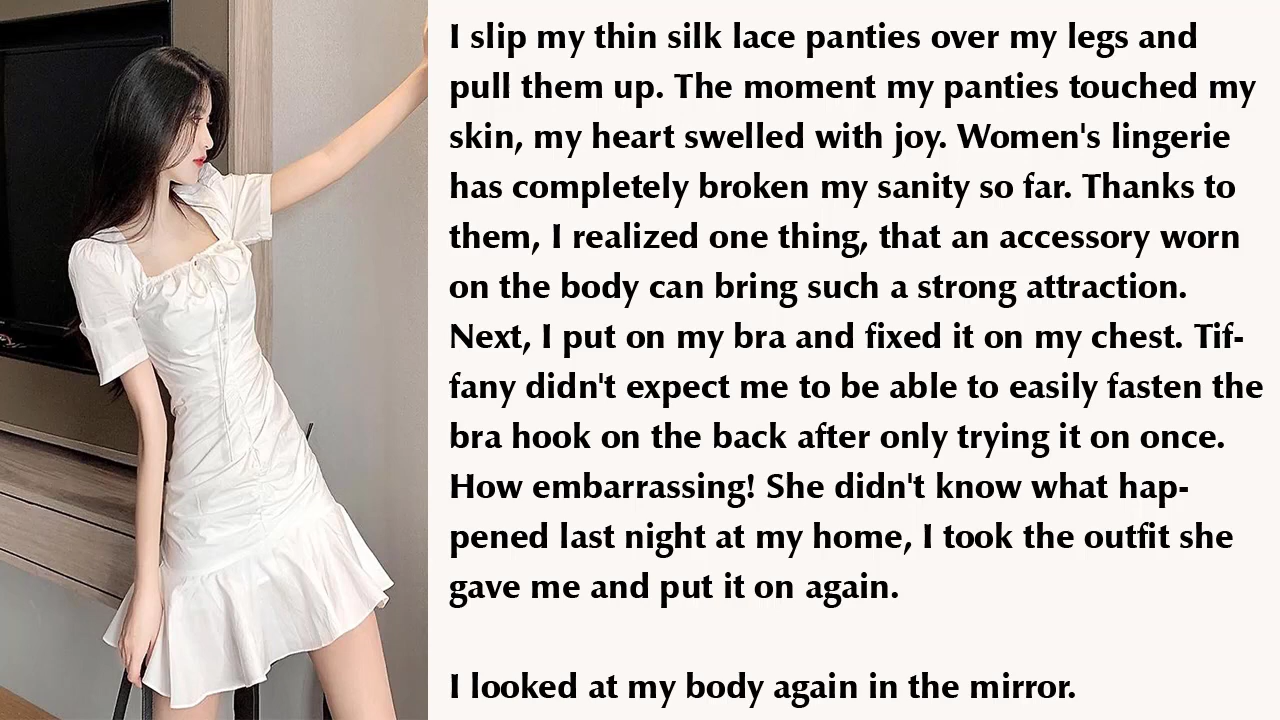 I slip my thin silk lace panties over my legs and
pull them up. The moment my panties touched my
skin, my heart swelled with joy. Women's lingerie
has completely broken my sanity so far. Thanks to
them, I realized one thing, that an accessory worn
on the body can bring such a strong attraction.
Next, I put on my bra and fixed it on my chest. Tif-
fany didn't expect me to be able to easily fasten the
bra hook on the back after only trying it on once.
How embarrassing! She didn't know what hap-
pened last night at my home, I took the outfit she
gave me and put it on again.
I looked at my body again in the mirror.